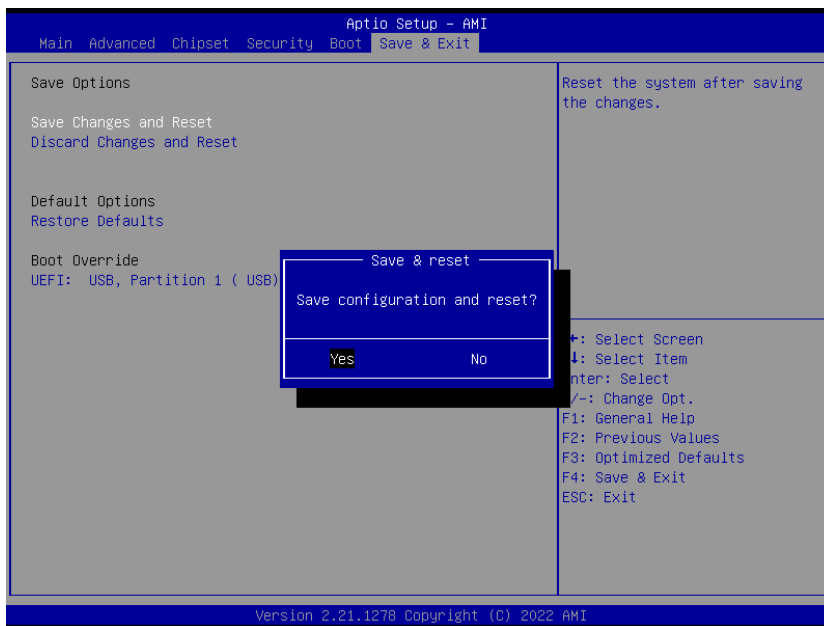 Aptio Setup – AMI
Main Advanced Chipset Security Boot Save & Exit
Save Options
Save Changes and Reset
Discard Changes and Reset
Default Options
Restore Defaults
Boot Override
UEFI: USB, Partition 1 ( USB)
Reset the system after saving
the changes.
Save & reset
Save configuration and reset?
Yes No
: Select Screen
↓: Select Item
nter: Select
/-: Change Opt.
F1: General Help
F2: Previous Values
F3: Optimized Defaults
F4: Save & Exit
ESC: Exit
Version 2.21.1278 Copyright (C) 2022 AMI